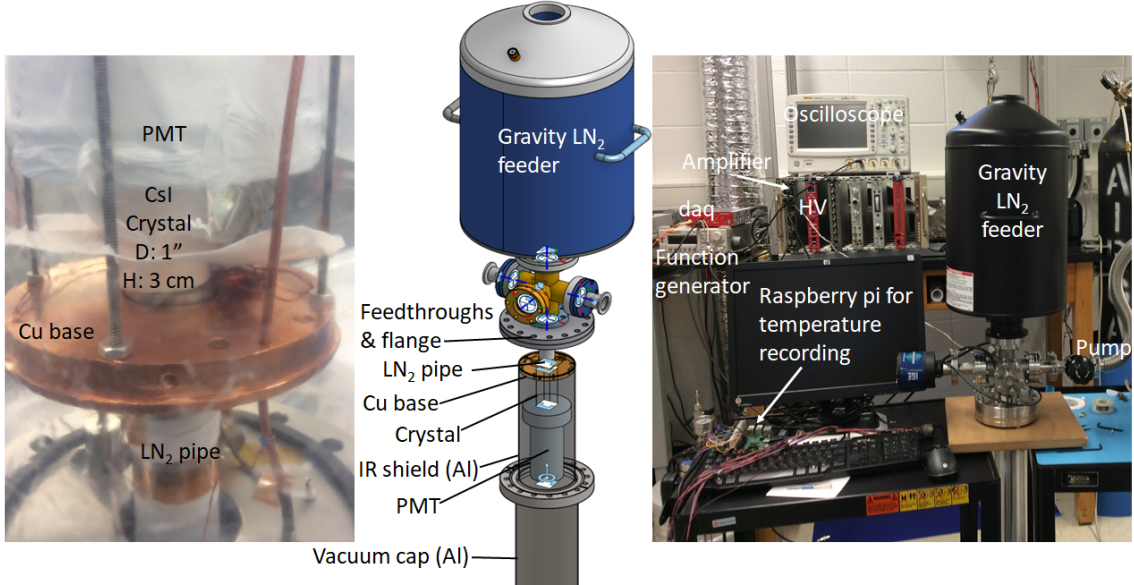 PMT
CsI
Crystal
D: 1”
H: 3 cm
Cu base
LN₂ pipe
Gravity LN₂
feeder
Feedthroughs
& flange
LN₂ pipe
Cu base
Crystal
IR shield (Al)
PMT
Vacuum cap (Al)
Oscilloscope
Amplifier
HV
daq
Function
generator
Gravity
LN₂
feeder
Raspberry pi for
temperature
recording
Pump